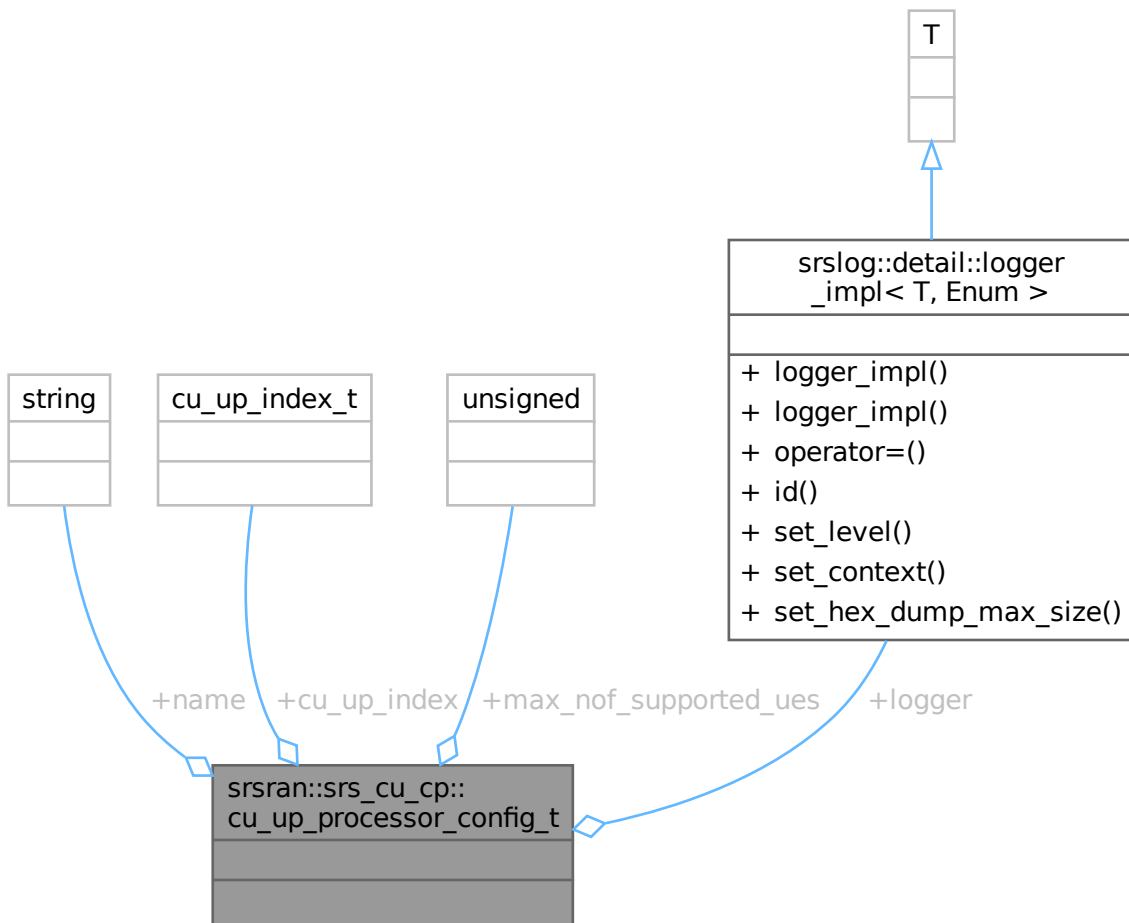 T
srslog::detail::logger
_impl< T, Enum >
+ logger_impl()
+ logger_impl()
+ operator=()
+ id()
+ set_level()
+ set_context()
+ set_hex_dump_max_size()
string
cu_up_index_t
unsigned
+name
+cu_up_index
+max_nof_supported_ues
+logger
srsran::srs_cu_cp::
cu_up_processor_config_t